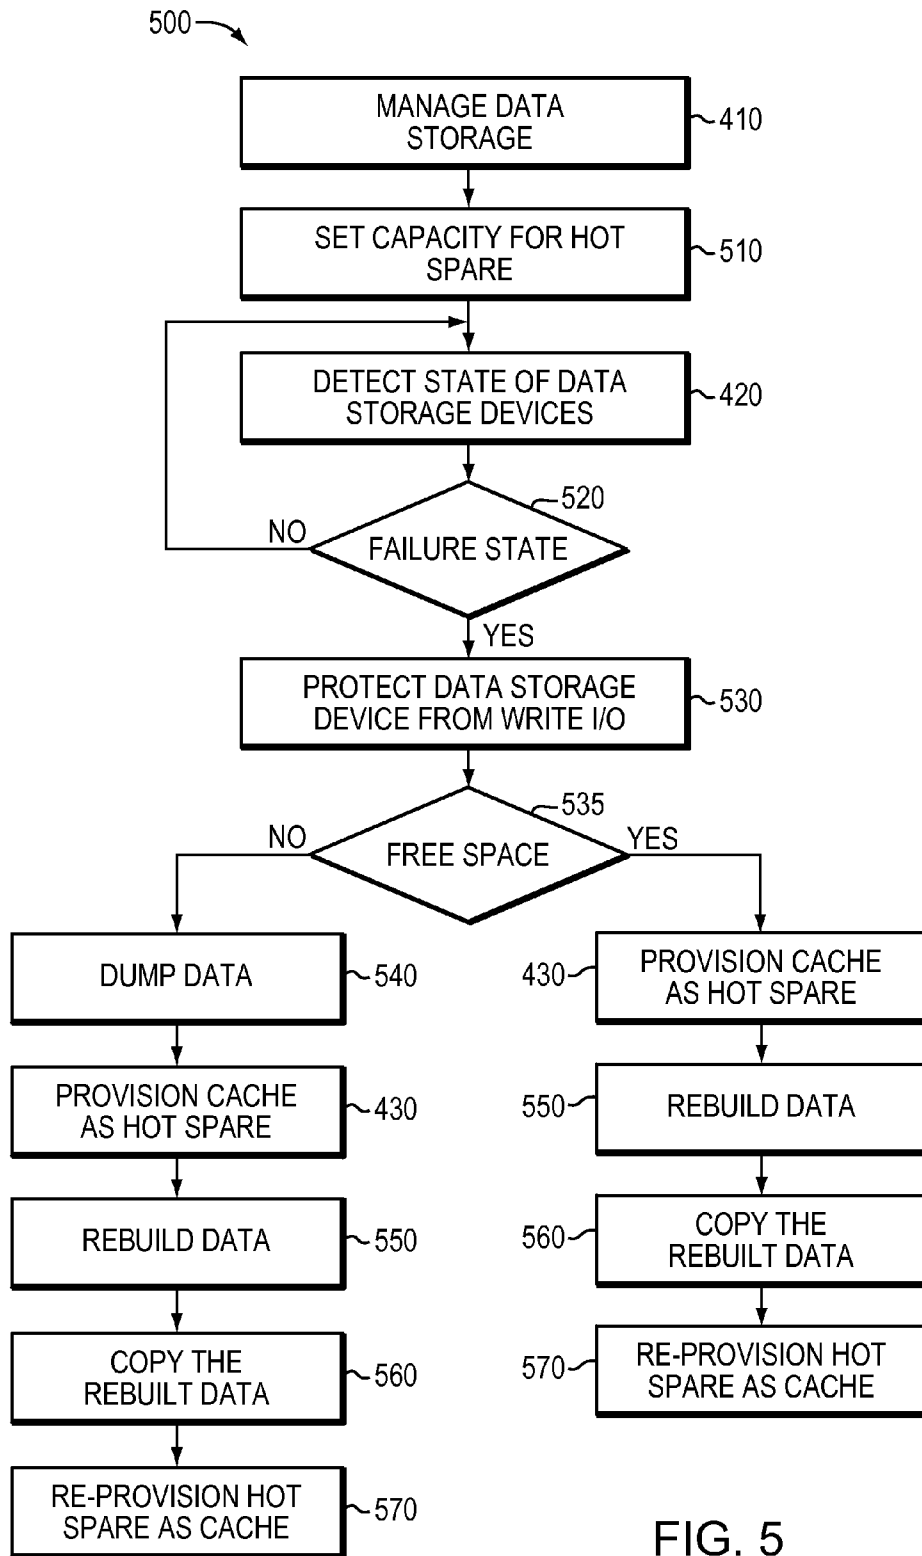 500
MANAGE DATA
STORAGE
410
SET CAPACITY FOR HOT
SPARE
510
DETECT STATE OF DATA
STORAGE DEVICES
420
520
NO
FAILURE STATE
YES
PROTECT DATA STORAGE
DEVICE FROM WRITE I/O
530
535
NO
YES
FREE SPACE
DUMP DATA
540
PROVISION CACHE
AS HOT SPARE
430
REBUILD DATA
550
COPY THE
REBUILT DATA
560
RE-PROVISION HOT
SPARE AS CACHE
570
430
PROVISION CACHE
AS HOT SPARE
550
REBUILD DATA
560
COPY THE
REBUILT DATA
570
RE-PROVISION HOT
SPARE AS CACHE
FIG. 5